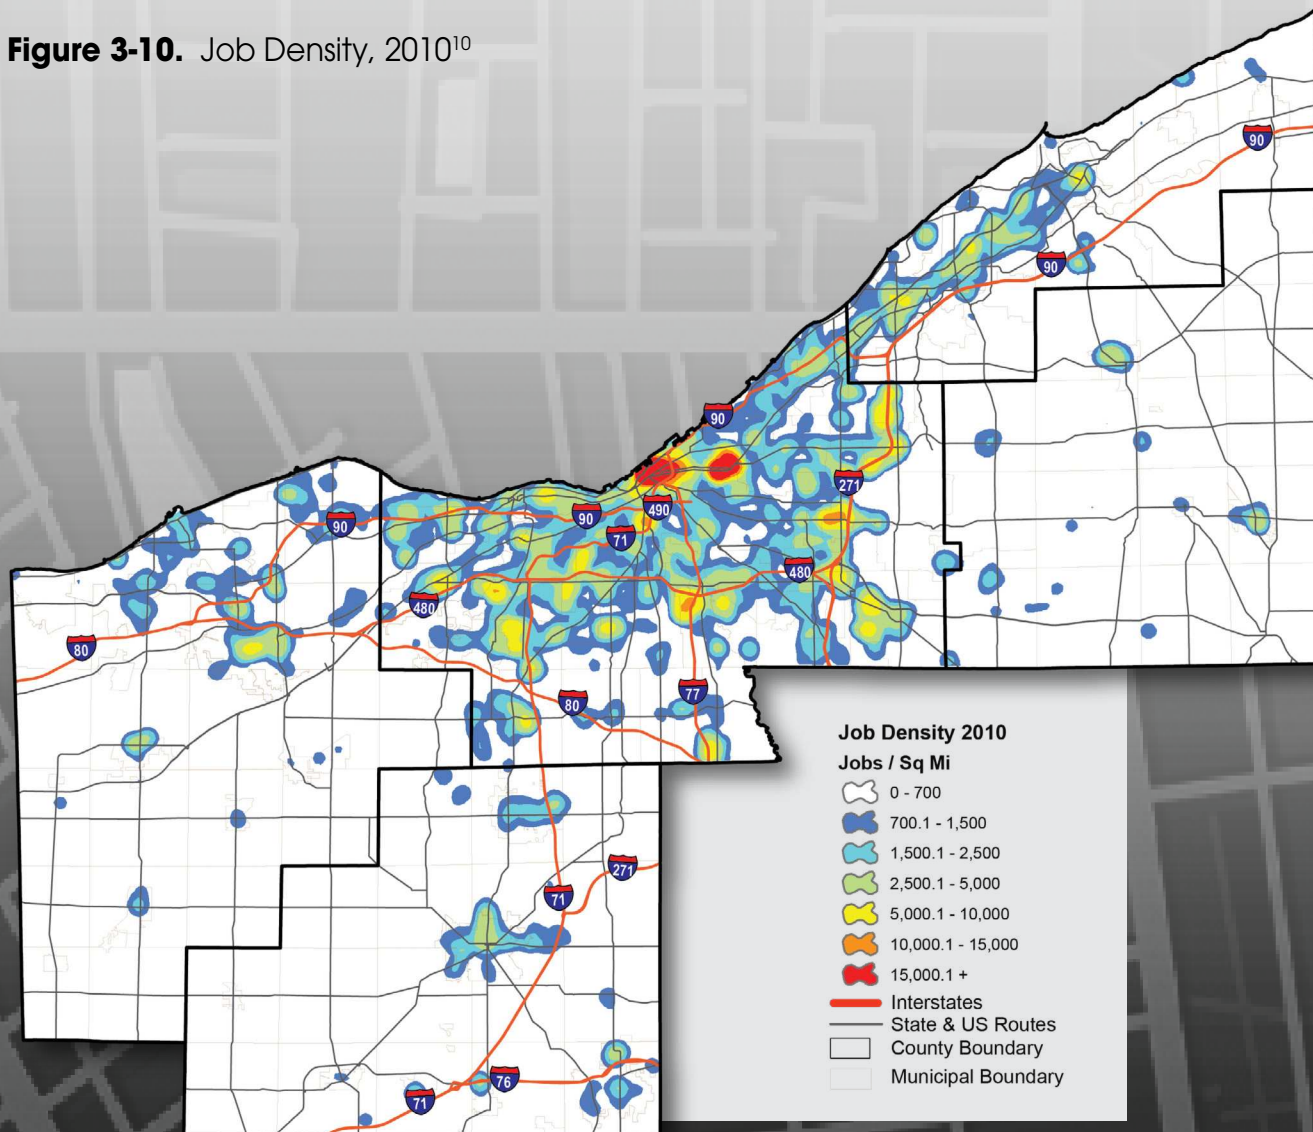 Figure 3-10. Job Density, 2010¹⁰
90
90
90
271
90
90
490
71
480
480
80
80
77
271
71
76
71
Job Density 2010
Jobs / Sq Mi
0 - 700
700.1 - 1,500
1,500.1 - 2,500
2,500.1 - 5,000
5,000.1 - 10,000
10,000.1 - 15,000
15,000.1 +
Interstates
State & US Routes
County Boundary
Municipal Boundary